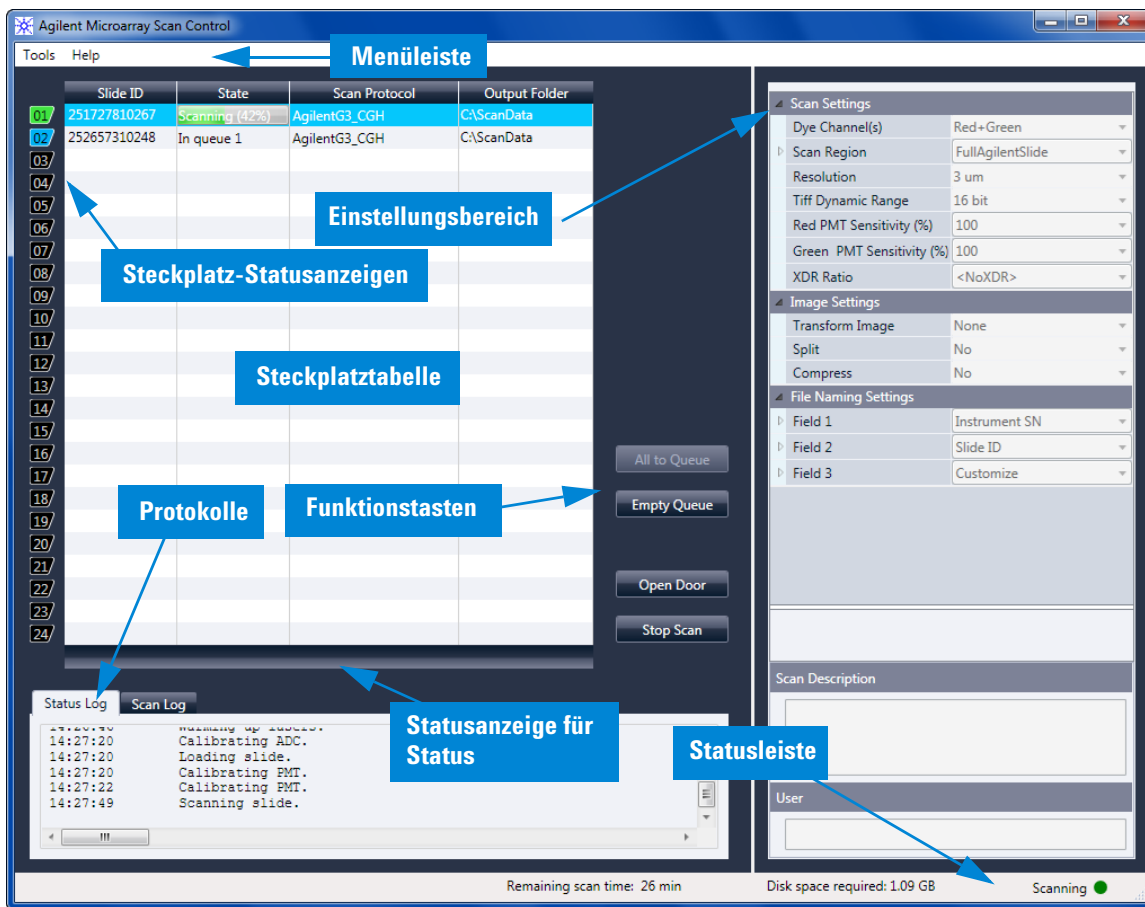 Agilent Microarray Scan Control
Tools Help
Menüleiste
Slide ID State Scan Protocol Output Folder
01 251727810267 Scanning (42%) AgilentG3_CGH C:\ScanData
02 252657310248 In queue 1 AgilentG3_CGH C:\ScanData
03
04
05
06
07
08
09
10
11
12
13
14
15
16
17
18
19
20
21
22
23
24
Steckplatz-Statusanzeigen
Einstellungsbereich
Steckplatztabelle
Protokolle
Funktionstasten
All to Queue
Empty Queue
Open Door
Stop Scan
Scan Settings
Dye Channel(s) Red+Green
Scan Region FullAgilentSlide
Resolution 3 um
Tiff Dynamic Range 16 bit
Red PMT Sensitivity (%) 100
Green PMT Sensitivity (%) 100
XDR Ratio <NoXDR>
Image Settings
Transform Image None
Split No
Compress No
File Naming Settings
Field 1 Instrument SN
Field 2 Slide ID
Field 3 Customize
Scan Description
User
Status Log Scan Log
14:27:20 Calibrating ADC.
14:27:20 Loading slide.
14:27:20 Calibrating PMT.
14:27:22 Calibrating PMT.
14:27:49 Scanning slide.
Statusanzeige für
Status
Statusleiste
Remaining scan time: 26 min Disk space required: 1.09 GB Scanning